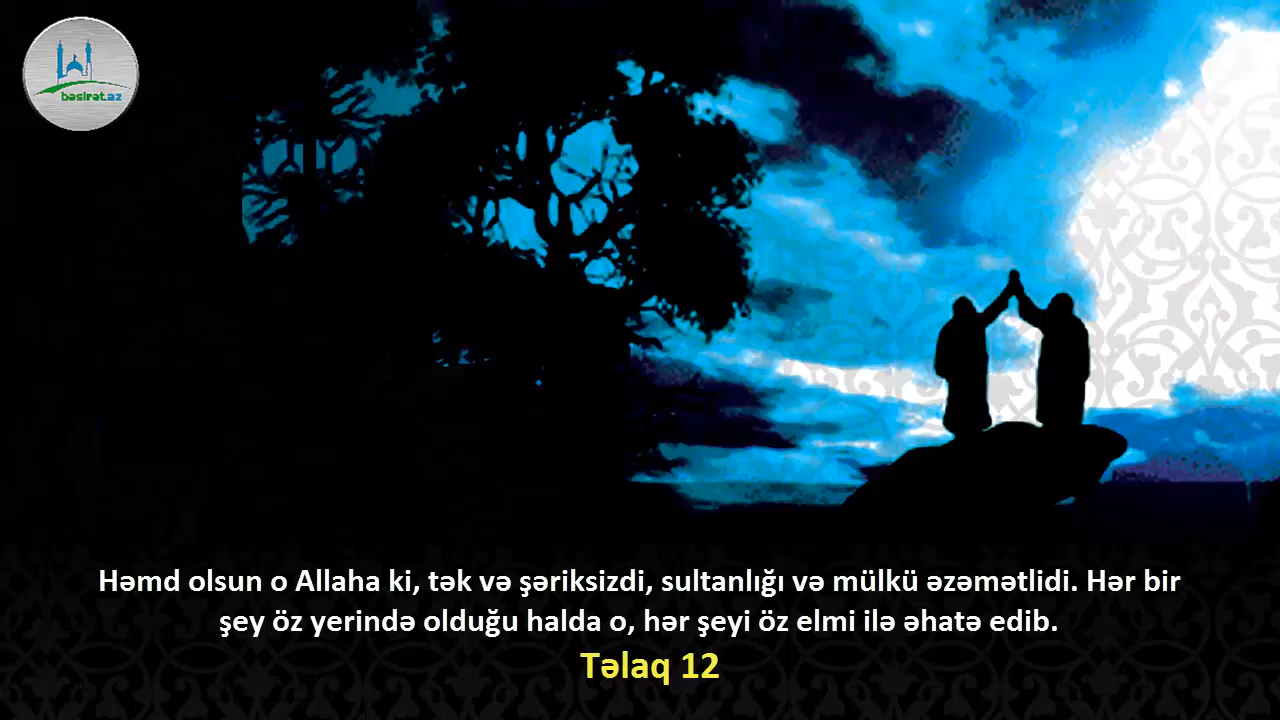 bəsirət.az
Həmd olsun o Allaha ki, tək və şəriksizdi, sultanlığı və mülkü əzəmətlidi. Hər bir
şey öz yerində olduğu halda o, hər şeyi öz elmi ilə əhatə edib.
Təlaq 12